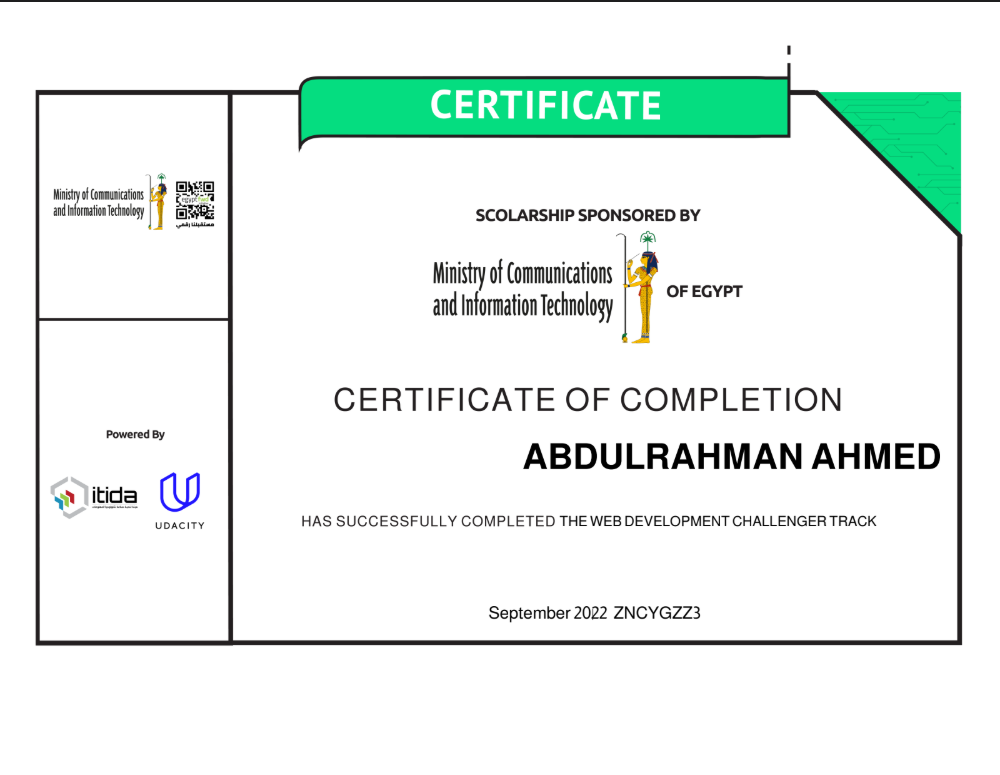 CERTIFICATE
Ministry of Communications
and Information Technology
egypt
مستقبلنا رقمي
SCOLARSHIP SPONSORED BY
Ministry of Communications
and Information Technology
OF EGYPT
CERTIFICATE OF COMPLETION
ABDULRAHMAN AHMED
HAS SUCCESSFULLY COMPLETED THE WEB DEVELOPMENT CHALLENGER TRACK
September 2022 ZNCYGZZ3
Powered By
itida
UDACITY